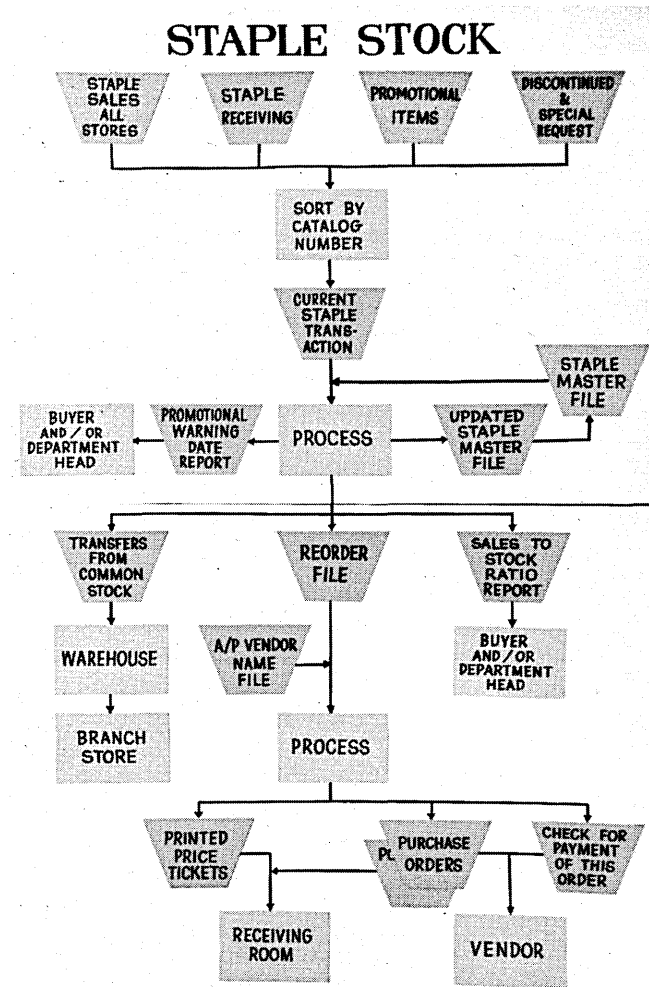 STAPLE STOCK
STAPLE
SALES
ALL
STORES
STAPLE
RECEIVING
PROMOTIONAL
ITEMS
DISCONTINUED
&
SPECIAL
REQUEST
SORT BY
CATALOG
NUMBER
CURRENT
STAPLE
TRANS-
ACTION
STAPLE
MASTER
FILE
BUYER
AND/OR
DEPARTMENT
HEAD
PROMOTIONAL
WARNING
DATE
REPORT
PROCESS
UPDATED
STAPLE
MASTER
FILE
TRANSFERS
FROM
COMMON
STOCK
REORDER
FILE
SALES TO
STOCK
RATIO
REPORT
WAREHOUSE
A/P VENDOR
NAME
FILE
BUYER
AND/OR
DEPARTMENT
HEAD
BRANCH
STORE
PROCESS
PRINTED
PRICE
TICKETS
PU
PURCHASE
ORDERS
CHECK FOR
PAYMENT
OF THIS
ORDER
RECEIVING
ROOM
VENDOR